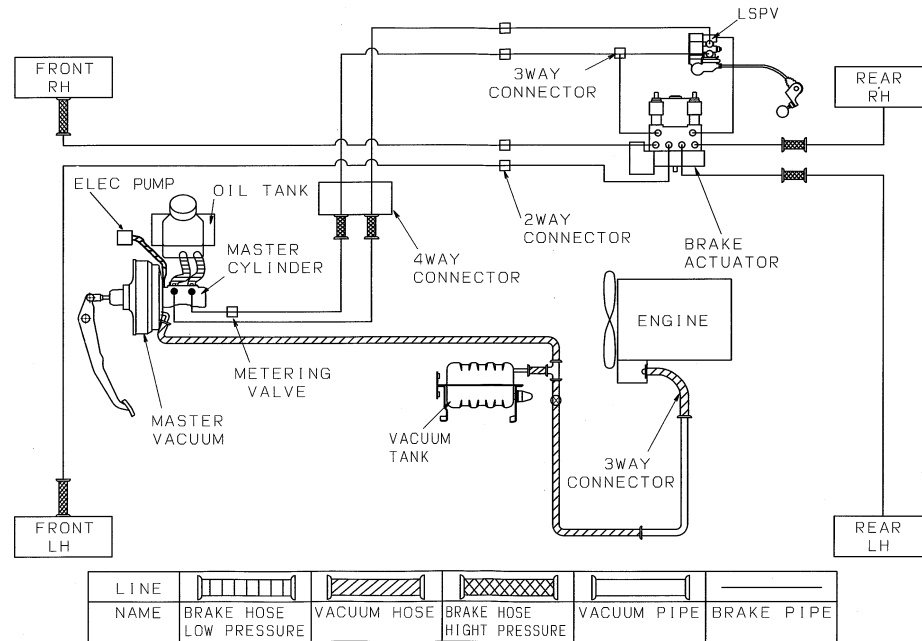 LSPV
FRONT
RH
3WAY
CONNECTOR
REAR
R'H
ELEC PUMP
OIL TANK
MASTER
CYLINDER
4WAY
CONNECTOR
2WAY
CONNECTOR
BRAKE
ACTUATOR
ENGINE
METERING
VALVE
MASTER
VACUUM
VACUUM
TANK
3WAY
CONNECTOR
FRONT
LH
REAR
LH
LINE
NAME
BRAKE HOSE
LOW PRESSURE
VACUUM HOSE
BRAKE HOSE
HIGHT PRESSURE
VACUUM PIPE
BRAKE PIPE